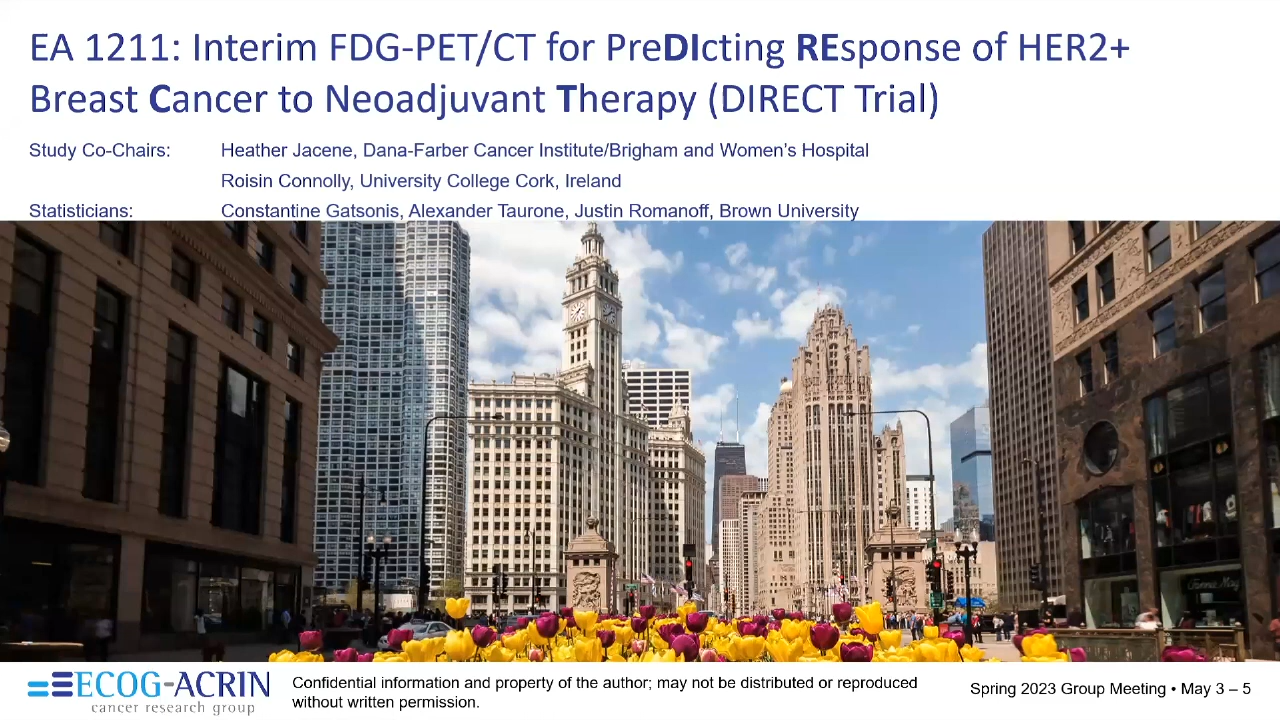 EA 1211: Interim FDG-PET/CT for PreDIcting REsponse of HER2+
Breast Cancer to Neoadjuvant Therapy (DIRECT Trial)
Study Co-Chairs: Heather Jacene, Dana-Farber Cancer Institute/Brigham and Women's Hospital
Roisin Connolly, University College Cork, Ireland
Statisticians: Constantine Gatsonis, Alexander Taurone, Justin Romanoff, Brown University
ECOG-ACRIN
cancer research group
Confidential information and property of the author; may not be distributed or reproduced
without written permission.
Spring 2023 Group Meeting • May 3 – 5